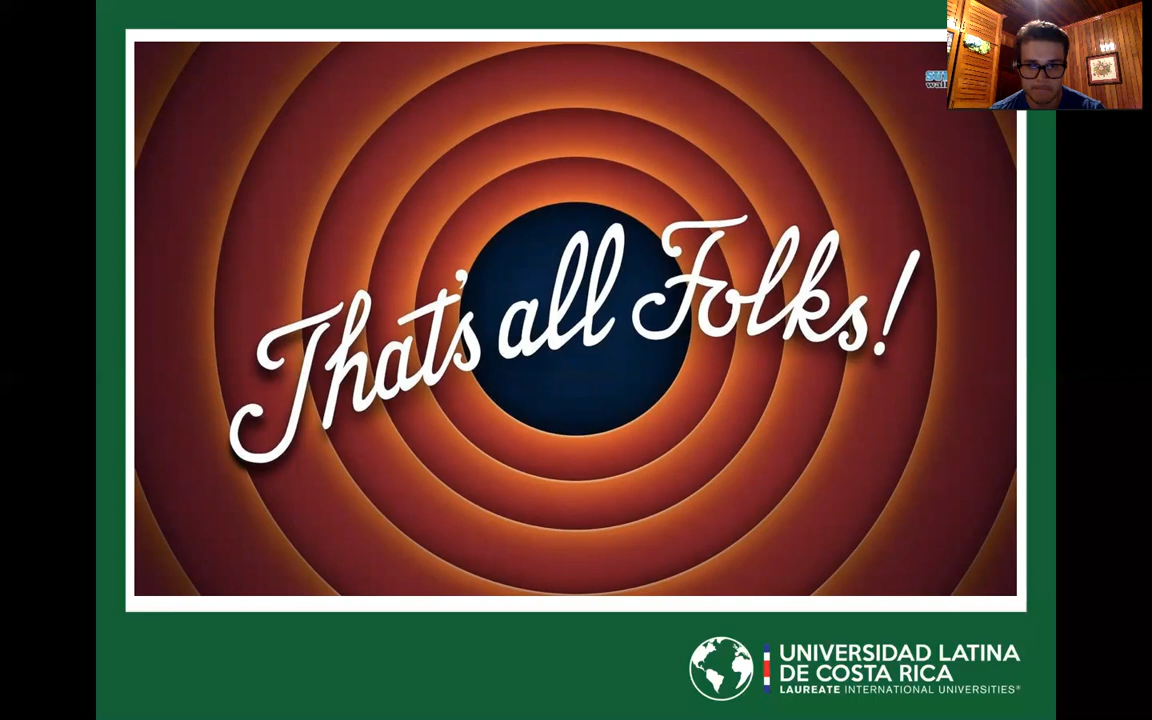 That's all Folks!
UNIVERSIDAD LATINA
DE COSTA RICA
LAUREATE INTERNATIONAL UNIVERSITIES®